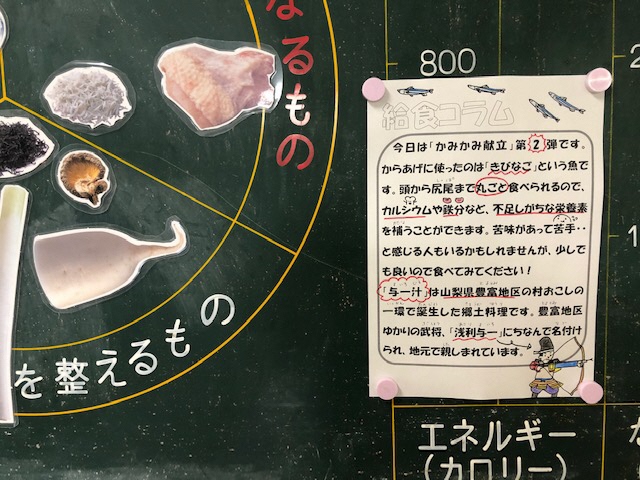 なるもの
を整えるもの
800
給食コラム
今日は「かみかみ献立」第2弾です。
からあげに使ったのは「きびなご」という魚で
す。頭から尻尾まで丸ごと食べられるので、
カルシウムや鉄分など、不足しがちな栄養素
を補うことができます。苦味があって苦手‥
と感じる人もいるかもしれませんが、少しで
も良いので食べてみてください！
「与一汁」は山梨県豊富地区の村おこしの
一環で誕生した郷土料理です。豊富地区
ゆかりの武将、「浅利与一」にちなんで名付け
られ、地元で親しまれています。
エネルギー
（カロリー）